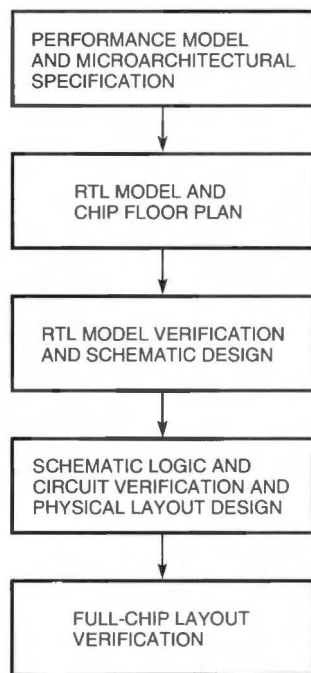 PERFORMANCE MODEL
AND MICROARCHITECTURAL
SPECIFICATION
RTL MODEL AND
CHIP FLOOR PLAN
RTL MODEL VERIFICATION
AND SCHEMATIC DESIGN
SCHEMATIC LOGIC AND
CIRCUIT VERIFICATION AND
PHYSICAL LAYOUT DESIGN
FULL-CHIP LAYOUT
VERIFICATION